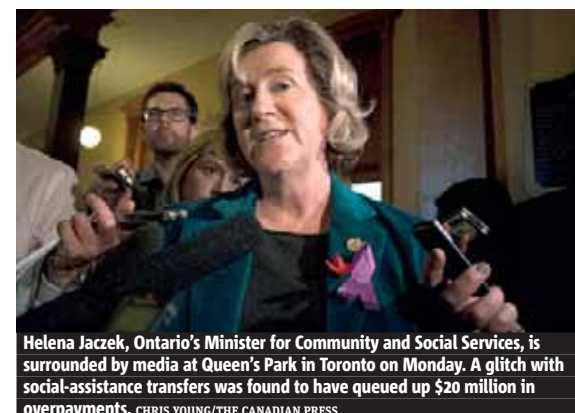 Helena Jaczek, Ontario's Minister for Community and Social Services, is
surrounded by media at Queen's Park in Toronto on Monday. A glitch with
social-assistance transfers was found to have queued up $20 million in
overpayments. CHRIS YOUNG/THE CANADIAN PRESS